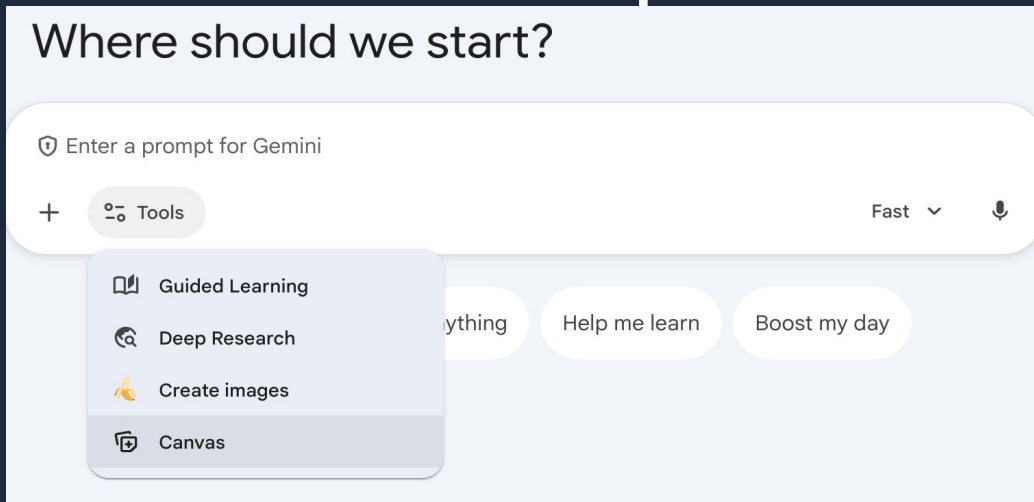 Where should we start?
Enter a prompt for Gemini
Tools
Fast
Guided Learning
Deep Research
Create images
Canvas
ything
Help me learn
Boost my day